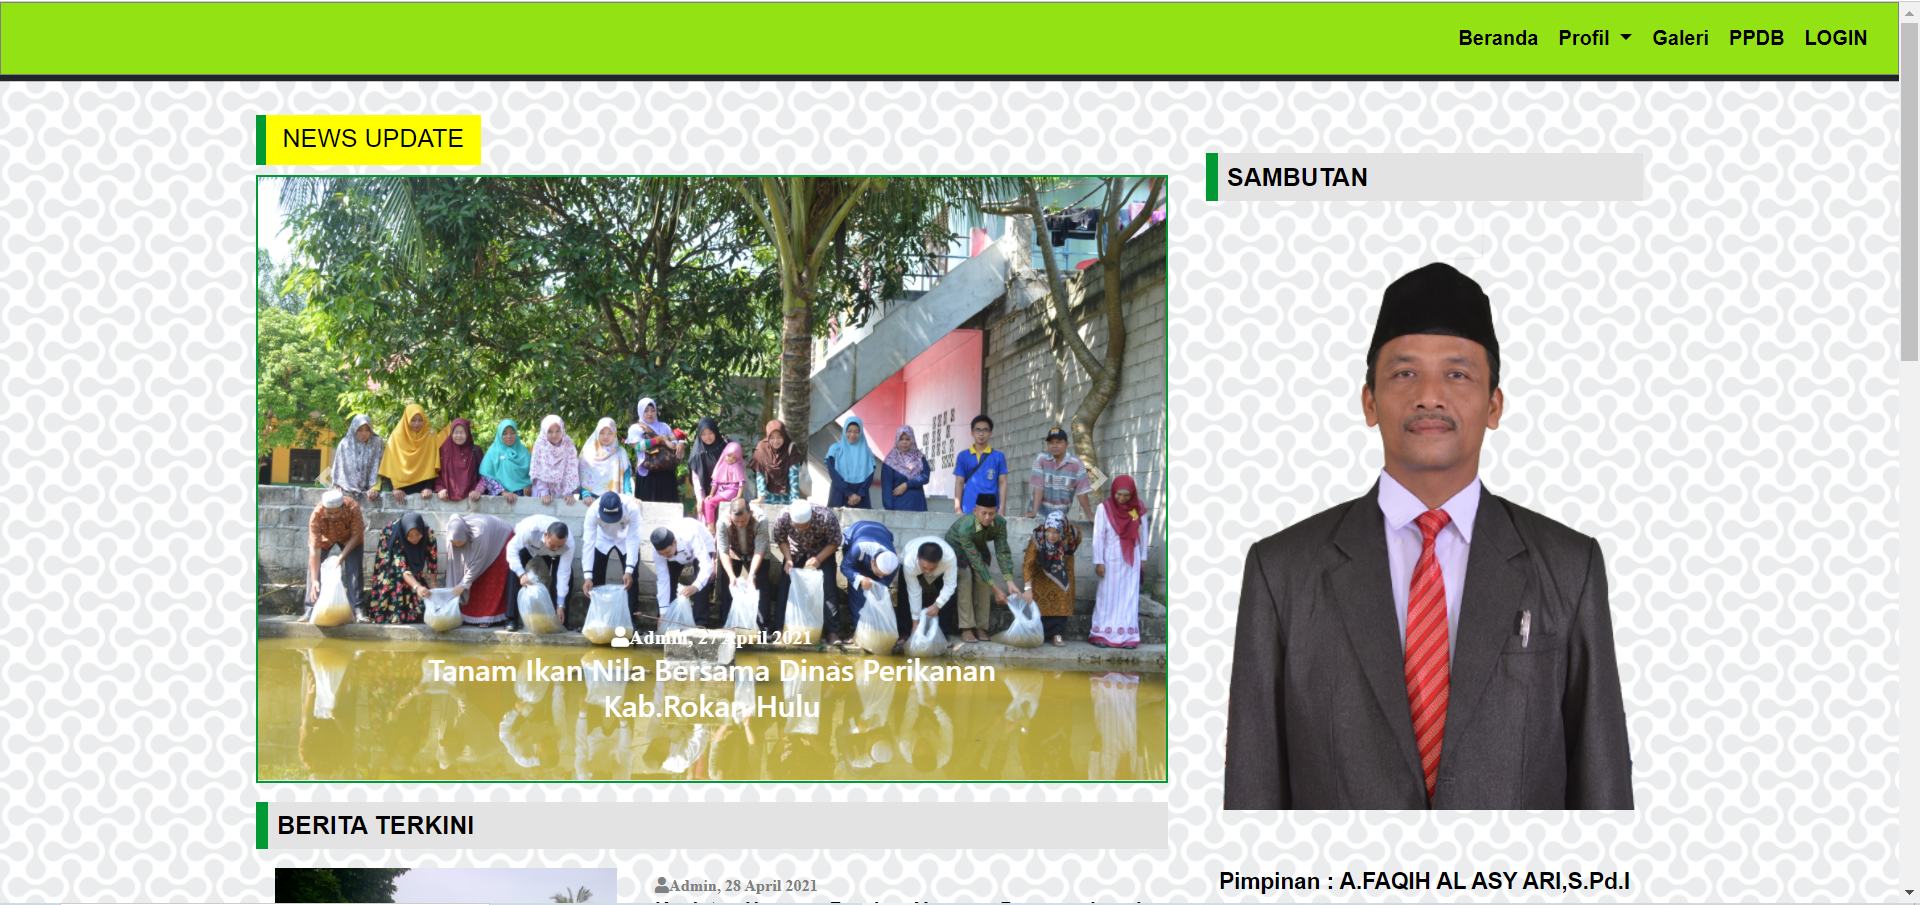 Beranda Profil Galeri PPDB LOGIN
NEWS UPDATE
Admin, 27 April 2021
Tanam Ikan Nila Bersama Dinas Perikanan
Kab.Rokan Hulu
BERITA TERKINI
Admin, 28 April 2021
SAMBUTAN
Pimpinan : A.FAQIH AL ASY ARI,S.Pd.I